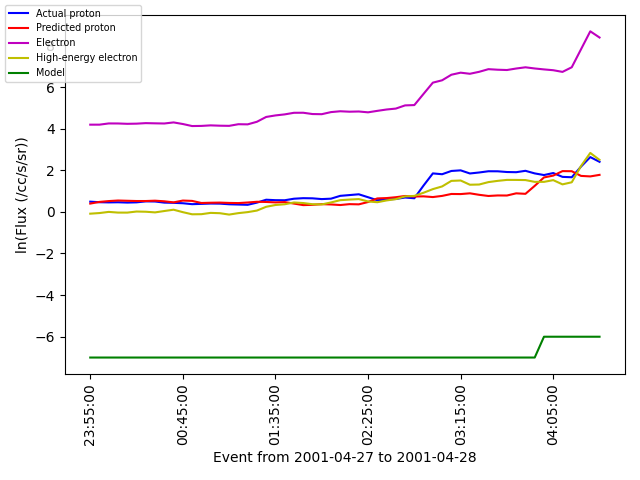 Actual proton
Predicted proton
Electron
High-energy electron
Model
8
6
4
2
0
−2
−4
−6
ln(Flux (/cc/s/sr))
23:55:00
00:45:00
01:35:00
02:25:00
03:15:00
04:05:00
Event from 2001-04-27 to 2001-04-28